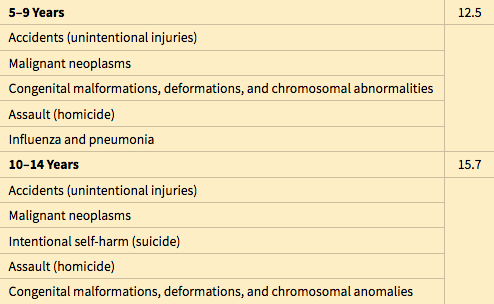 5–9 Years 12.5
Accidents (unintentional injuries)
Malignant neoplasms
Congenital malformations, deformations, and chromosomal abnormalities
Assault (homicide)
Influenza and pneumonia
10–14 Years 15.7
Accidents (unintentional injuries)
Malignant neoplasms
Intentional self-harm (suicide)
Assault (homicide)
Congenital malformations, deformations, and chromosomal anomalies